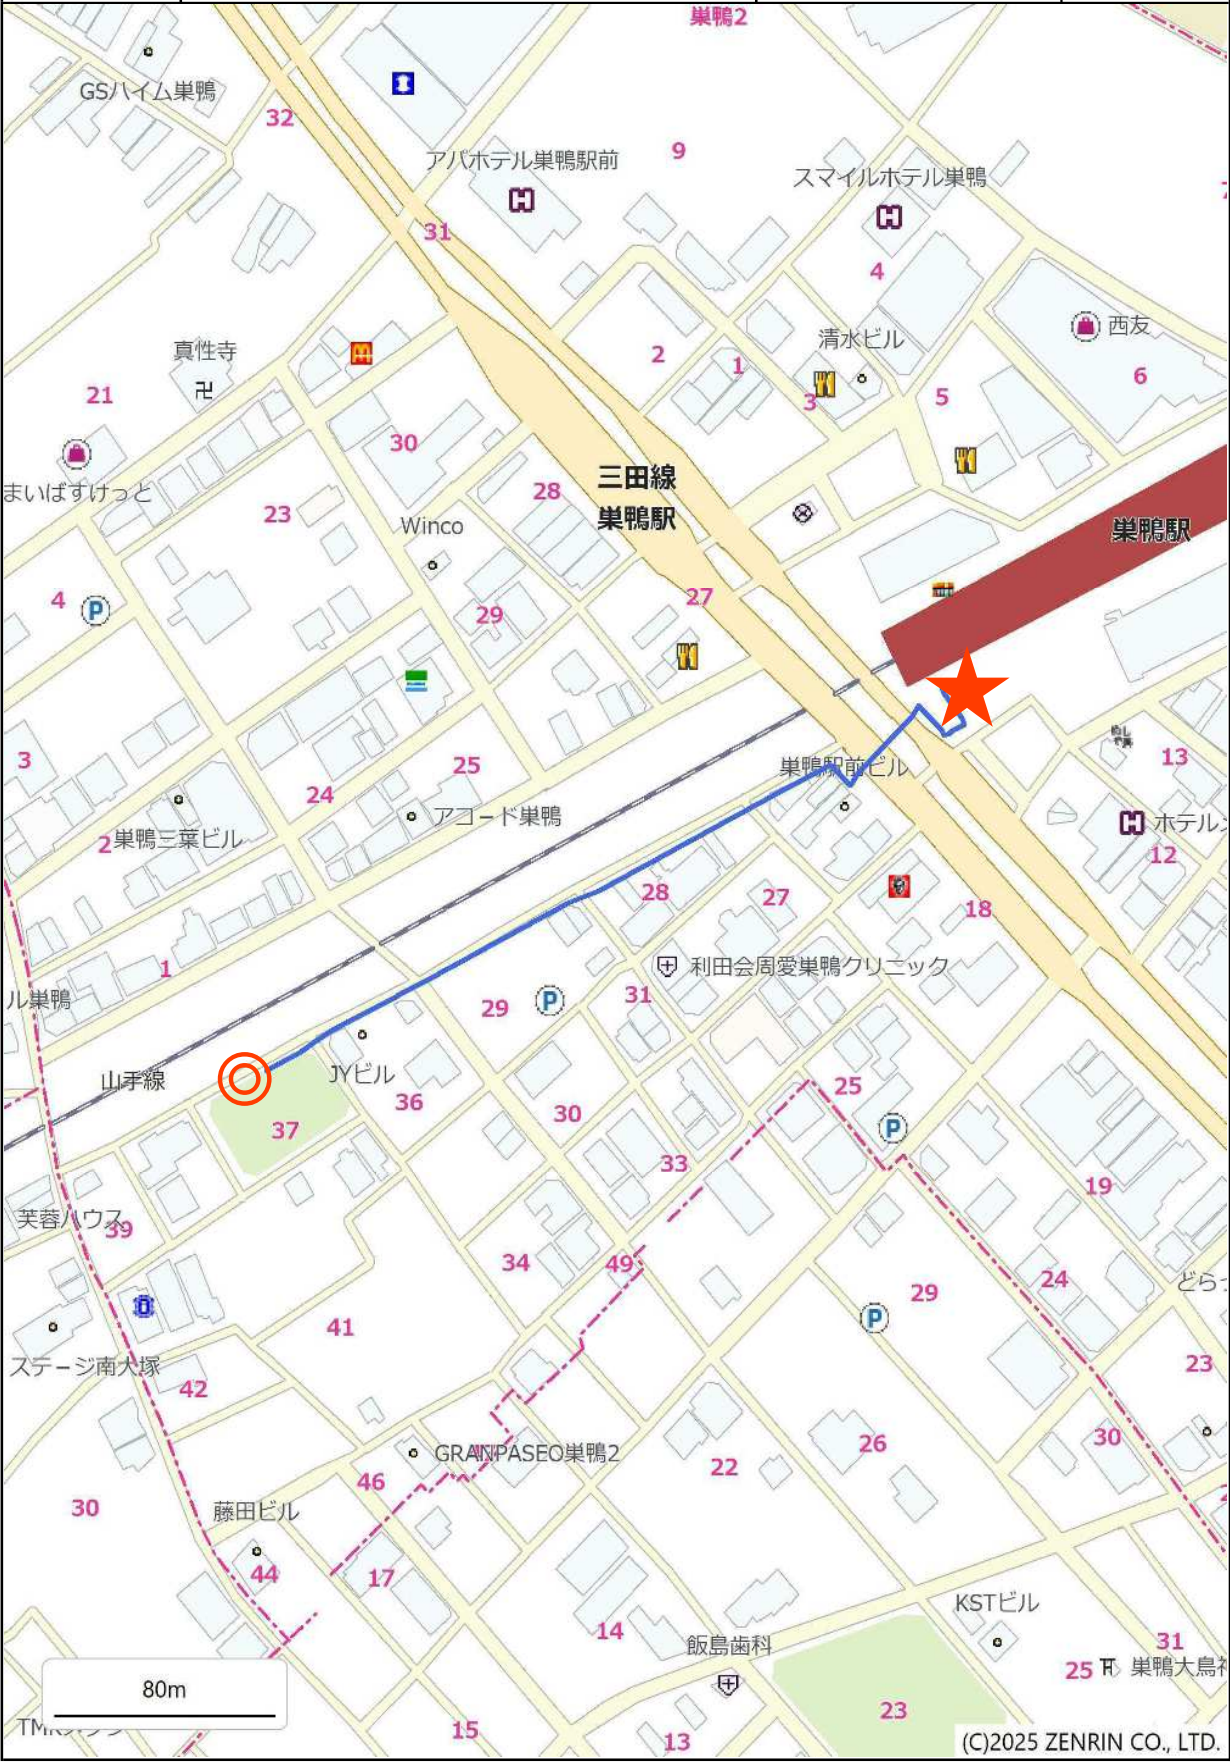 巣鴨2
GSハイム巣鴨
32
アパホテル巣鴨駅前
9
スマイルホテル巣鴨
31
4
清水ビル
西友
真性寺
2
1
3
5
6
21
30
まいばすけっと
23
28
三田線
巣鴨駅
Winco
巣鴨駅
4
P
29
27
3
25
24
アコード巣鴨
巣鴨駅前ビル
13
2
巣鴨三葉ビル
ホテル
12
28
27
18
1
利田会周愛巣鴨クリニック
ル巣鴨
29
P
31
山手線
JYビル
36
30
25
37
P
33
19
芙蓉ハウス
39
34
49
24
29
どらっ
41
P
ステージ南大塚
42
23
26
30
GRANPASEO巣鴨2
22
46
30
藤田ビル
44
17
14
KSTビル
飯島歯科
31
25
巣鴨大鳥神
80m
15
23
13
(C)2025 ZENRIN CO., LTD.